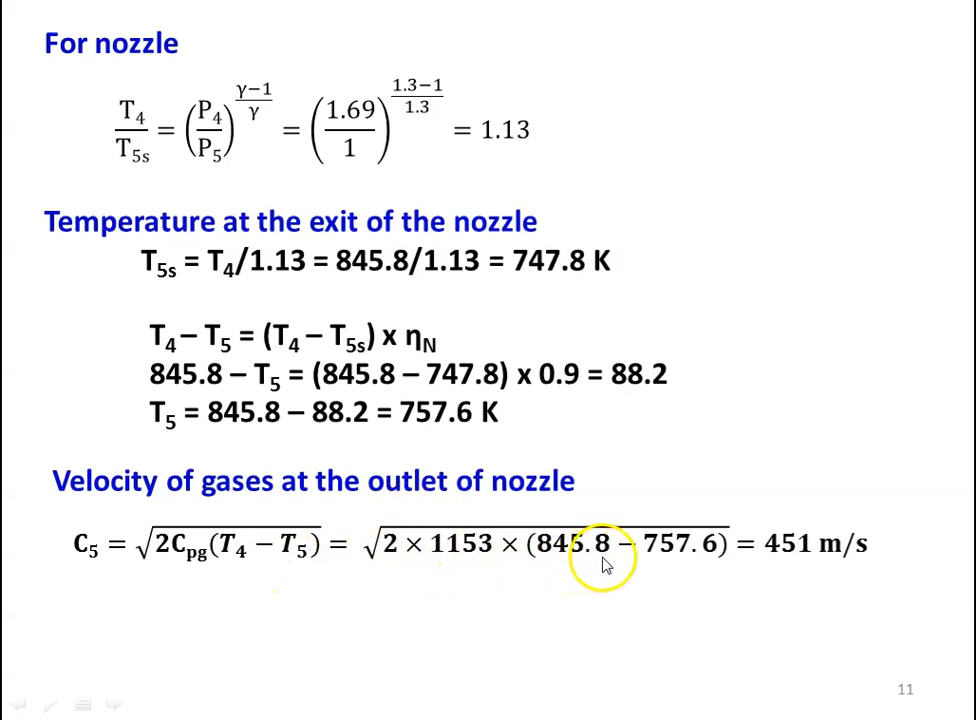 For nozzle
T₄/T₅ₛ = (P₄/P₅)^((γ−1)/γ) = (1.69/1)^((1.3−1)/1.3) = 1.13
Temperature at the exit of the nozzle
T₅ₛ = T₄/1.13 = 845.8/1.13 = 747.8 K
T₄ – T₅ = (T₄ – T₅ₛ) x ηN
845.8 – T₅ = (845.8 – 747.8) x 0.9 = 88.2
T₅ = 845.8 – 88.2 = 757.6 K
Velocity of gases at the outlet of nozzle
C₅ = √(2Cpg(T₄ − T₅)) = √(2 × 1153 × (845.8 − 757.6)) = 451 m/s
11